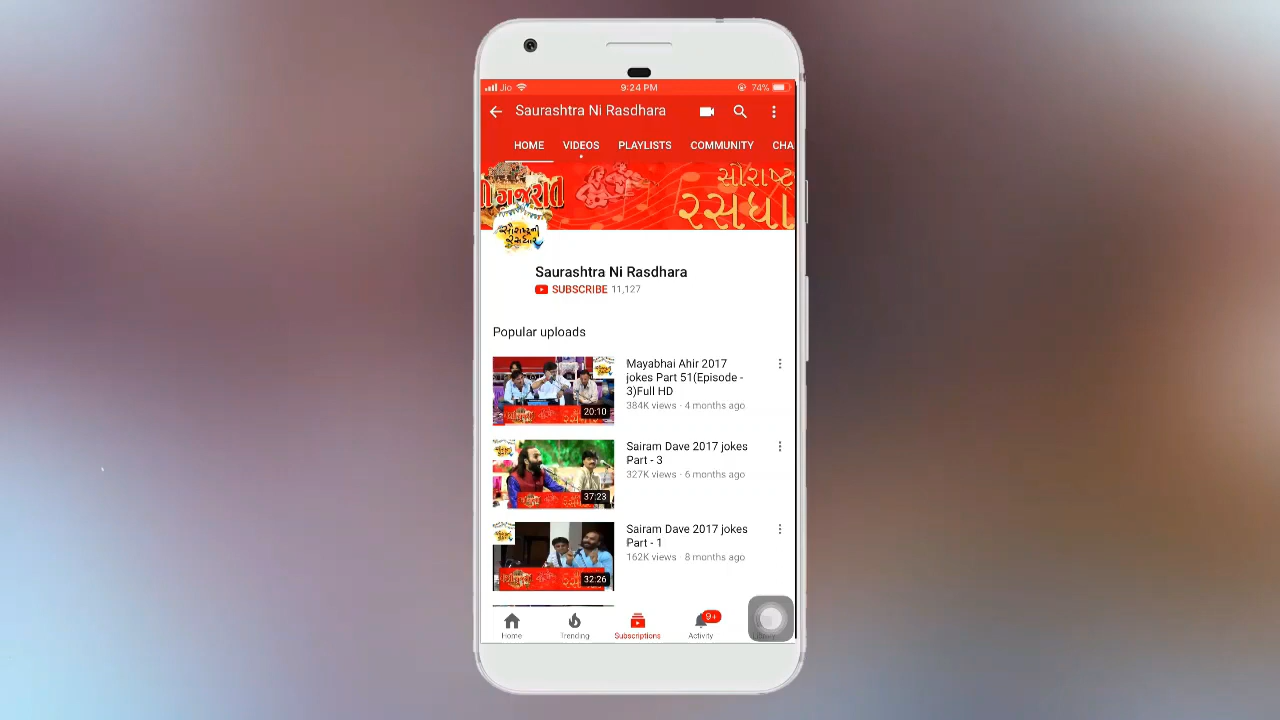 Jio 9:24 PM 74%
Saurashtra Ni Rasdhara
HOME VIDEOS PLAYLISTS COMMUNITY CHA
ગુજરાત
સૌરાષ્ટ્ર
રસધા
Saurashtra Ni Rasdhara
SUBSCRIBE 11,127
Popular uploads
Mayabhai Ahir 2017
jokes Part 51(Episode -
3)Full HD
384K views · 4 months ago
20:10
Sairam Dave 2017 jokes
Part - 3
327K views · 6 months ago
37:23
Sairam Dave 2017 jokes
Part - 1
162K views · 8 months ago
32:26
9+
Home Trending Subscriptions Activity